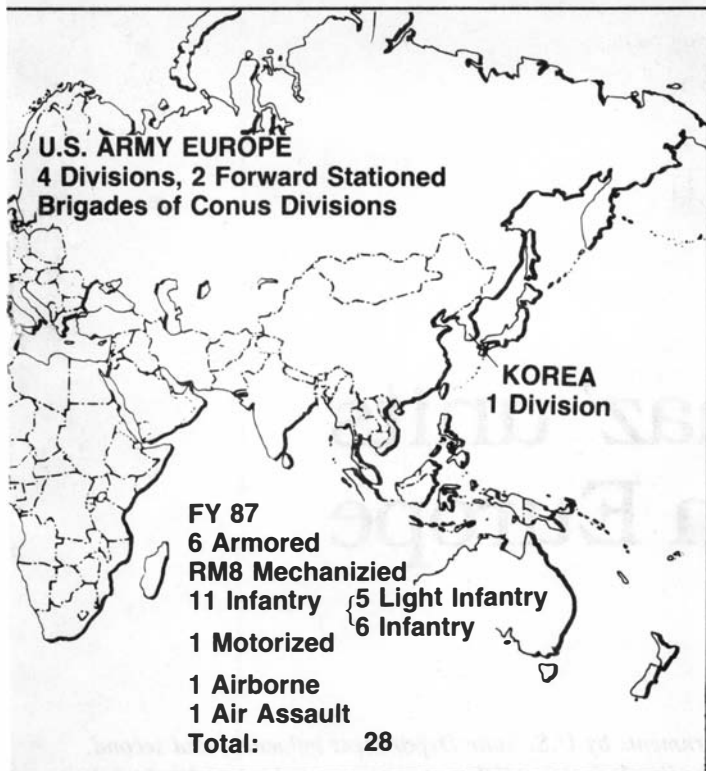 U.S. ARMY EUROPE
4 Divisions, 2 Forward Stationed
Brigades of Conus Divisions
KOREA
1 Division
FY 87
6 Armored
RM8 Mechanizied
11 Infantry {5 Light Infantry
6 Infantry
1 Motorized
1 Airborne
1 Air Assault
Total: 28